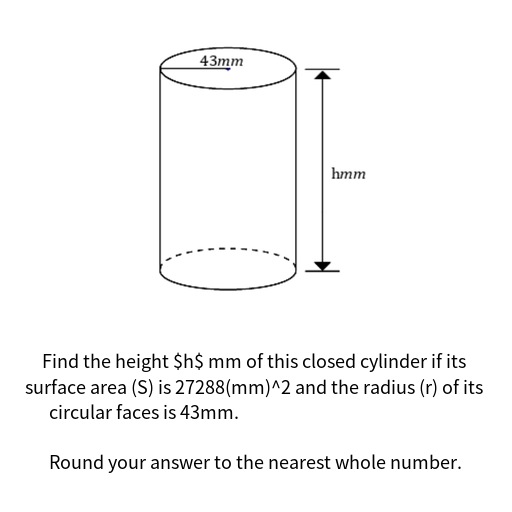 43mm
hmm
Find the height $h$ mm of this closed cylinder if its
surface area (S) is 27288(mm)^2 and the radius (r) of its
circular faces is 43mm.
Round your answer to the nearest whole number.